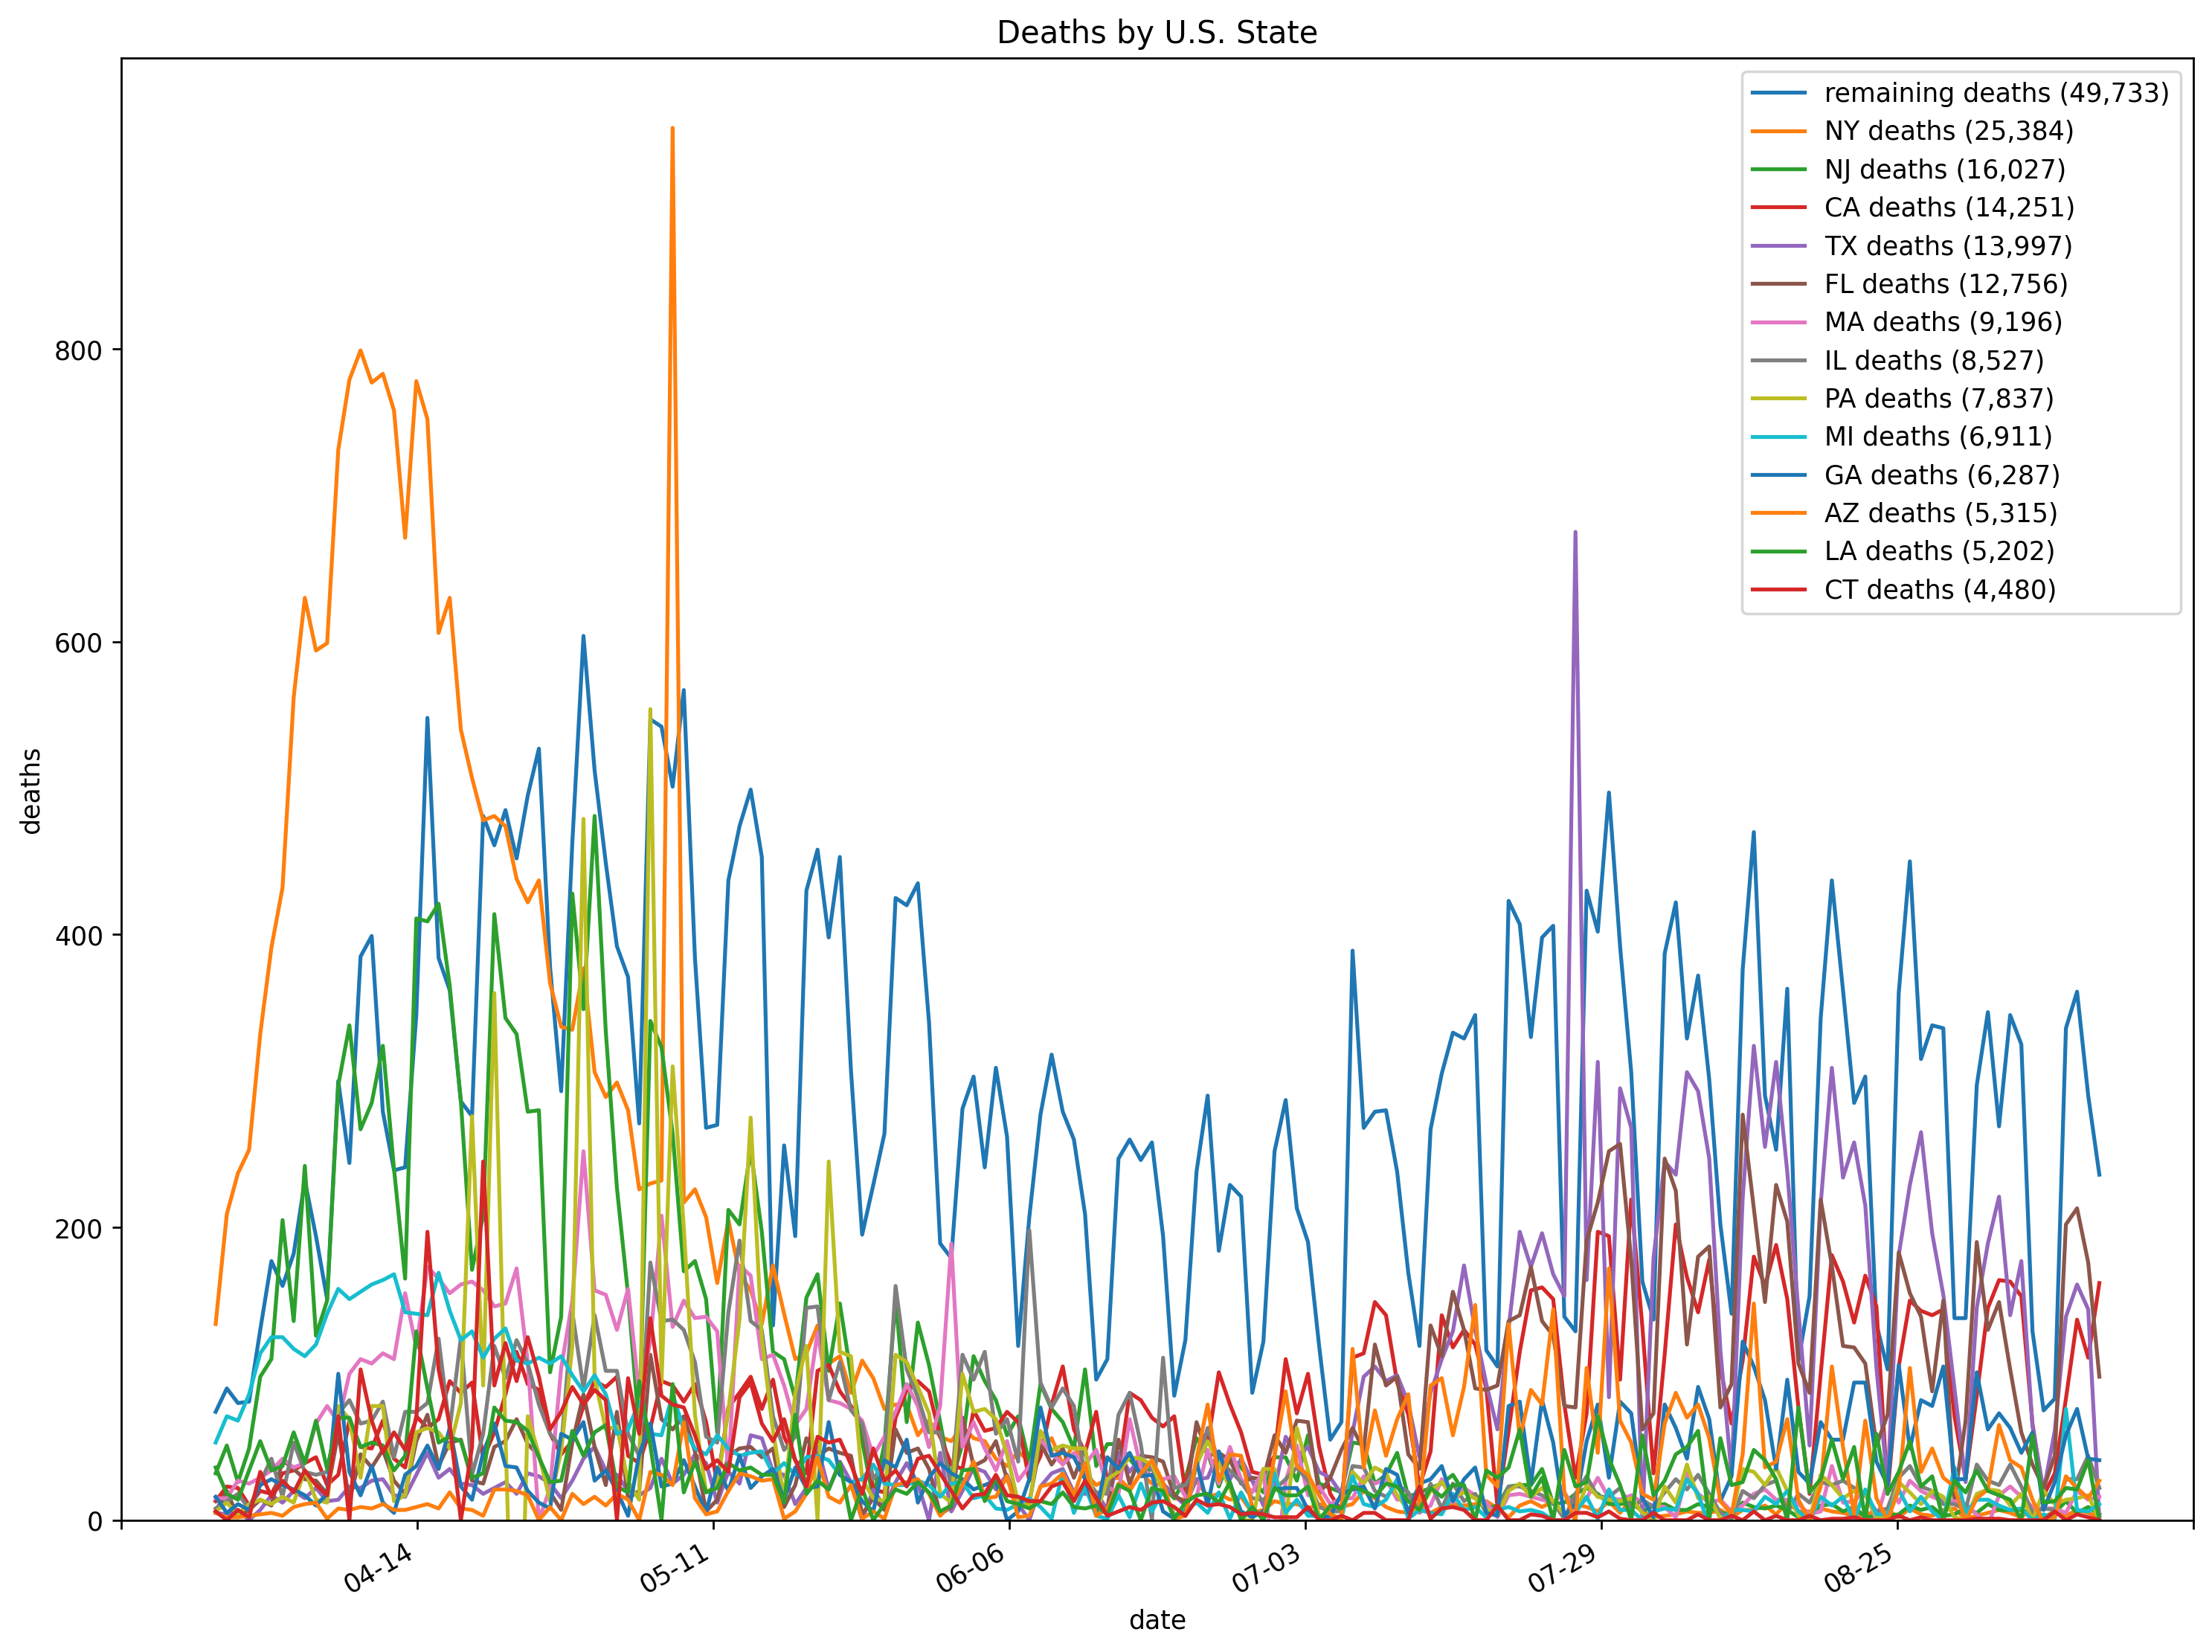 Deaths by U.S. State
remaining deaths (49,733)
NY deaths (25,384)
NJ deaths (16,027)
CA deaths (14,251)
TX deaths (13,997)
FL deaths (12,756)
MA deaths (9,196)
IL deaths (8,527)
PA deaths (7,837)
MI deaths (6,911)
GA deaths (6,287)
AZ deaths (5,315)
LA deaths (5,202)
CT deaths (4,480)
deaths
800
600
400
200
0
04-14 05-11 06-06 07-03 07-29 08-25
date